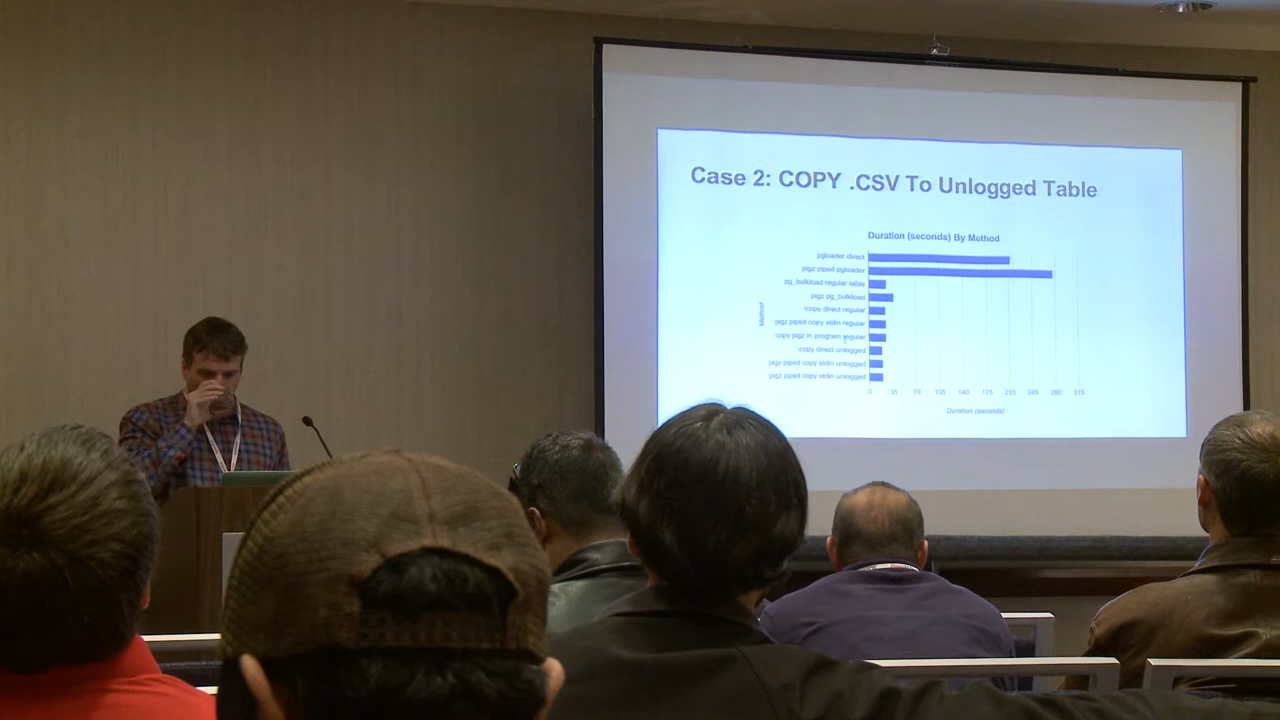 Case 2: COPY .CSV To Unlogged Table
Duration (seconds) By Method
pgloader direct
pigz piped pgloader
pg_bulkload regular table
pigz pg_bulkload
\copy direct regular
pigz piped copy stdin regular
copy pigz in program regular
\copy direct unlogged
pigz piped copy stdin unlogged
pigz piped copy stdin unlogged
Method
0 35 70 105 140 175 210 245 280 315
Duration (seconds)